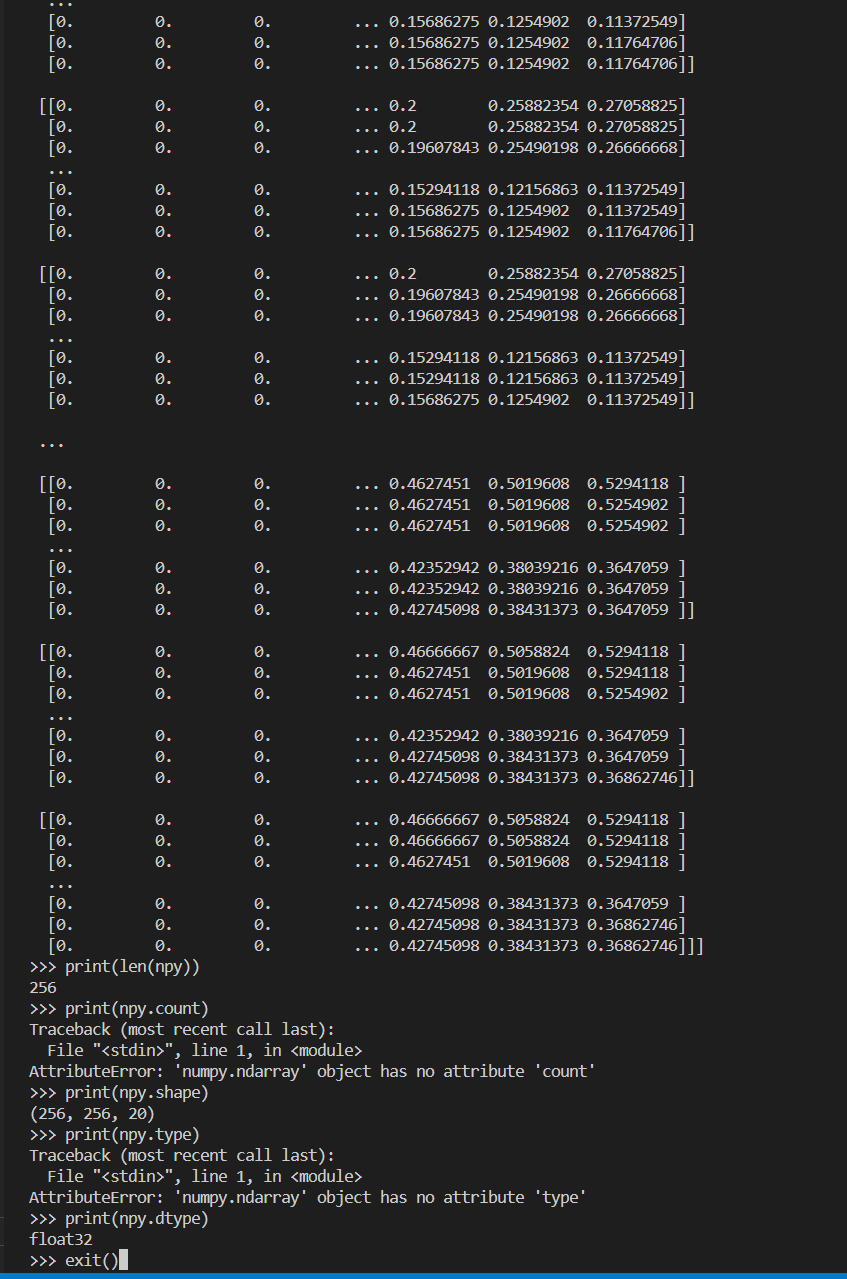 ...
[0.         0.         0.         ... 0.15686275 0.1254902  0.11372549]
[0.         0.         0.         ... 0.15686275 0.1254902  0.11764706]
[0.         0.         0.         ... 0.15686275 0.1254902  0.11764706]]
[[0.         0.         0.         ... 0.2        0.25882354 0.27058825]
[0.         0.         0.         ... 0.2        0.25882354 0.27058825]
[0.         0.         0.         ... 0.19607843 0.25490198 0.26666668]
...
[0.         0.         0.         ... 0.15294118 0.12156863 0.11372549]
[0.         0.         0.         ... 0.15686275 0.1254902  0.11372549]
[0.         0.         0.         ... 0.15686275 0.1254902  0.11764706]]
[[0.         0.         0.         ... 0.2        0.25882354 0.27058825]
[0.         0.         0.         ... 0.19607843 0.25490198 0.26666668]
[0.         0.         0.         ... 0.19607843 0.25490198 0.26666668]
...
[0.         0.         0.         ... 0.15294118 0.12156863 0.11372549]
[0.         0.         0.         ... 0.15294118 0.12156863 0.11372549]
[0.         0.         0.         ... 0.15686275 0.1254902  0.11372549]]
...
[[0.         0.         0.         ... 0.4627451  0.5019608  0.5294118 ]
[0.         0.         0.         ... 0.4627451  0.5019608  0.5254902 ]
[0.         0.         0.         ... 0.4627451  0.5019608  0.5254902 ]
...
[0.         0.         0.         ... 0.42352942 0.38039216 0.3647059 ]
[0.         0.         0.         ... 0.42352942 0.38039216 0.3647059 ]
[0.         0.         0.         ... 0.42745098 0.38431373 0.3647059 ]]
[[0.         0.         0.         ... 0.46666667 0.5058824  0.5294118 ]
[0.         0.         0.         ... 0.4627451  0.5019608  0.5294118 ]
[0.         0.         0.         ... 0.4627451  0.5019608  0.5254902 ]
...
[0.         0.         0.         ... 0.42352942 0.38039216 0.3647059 ]
[0.         0.         0.         ... 0.42745098 0.38431373 0.3647059 ]
[0.         0.         0.         ... 0.42745098 0.38431373 0.36862746]]
[[0.         0.         0.         ... 0.46666667 0.5058824  0.5294118 ]
[0.         0.         0.         ... 0.46666667 0.5058824  0.5294118 ]
[0.         0.         0.         ... 0.4627451  0.5019608  0.5294118 ]
...
[0.         0.         0.         ... 0.42745098 0.38431373 0.3647059 ]
[0.         0.         0.         ... 0.42745098 0.38431373 0.36862746]
[0.         0.         0.         ... 0.42745098 0.38431373 0.36862746]]]
>>> print(len(npy))
256
>>> print(npy.count)
Traceback (most recent call last):
  File "<stdin>", line 1, in <module>
AttributeError: 'numpy.ndarray' object has no attribute 'count'
>>> print(npy.shape)
(256, 256, 20)
>>> print(npy.type)
Traceback (most recent call last):
  File "<stdin>", line 1, in <module>
AttributeError: 'numpy.ndarray' object has no attribute 'type'
>>> print(npy.dtype)
float32
>>> exit()